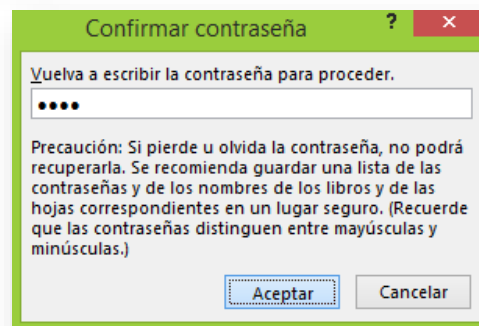 Confirmar contraseña ? ×
Vuelva a escribir la contraseña para proceder.
••••
Precaución: Si pierde u olvida la contraseña, no podrá
recuperarla. Se recomienda guardar una lista de las
contraseñas y de los nombres de los libros y de las
hojas correspondientes en un lugar seguro. (Recuerde
que las contraseñas distinguen entre mayúsculas y
minúsculas.)
Aceptar Cancelar